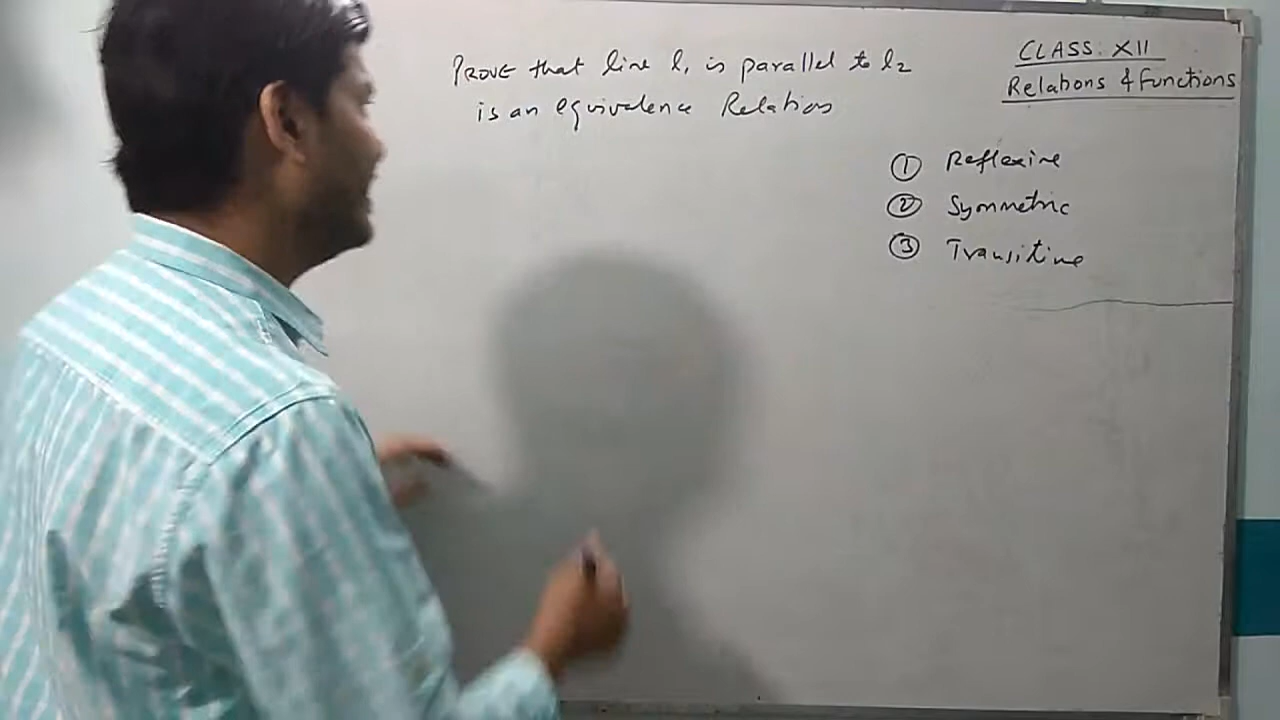 PROVE that line l₁ is parallel to l₂
is an equivalence Relation
CLASS: XII
Relations & Functions
① Reflexive
② Symmetric
③ Transitive